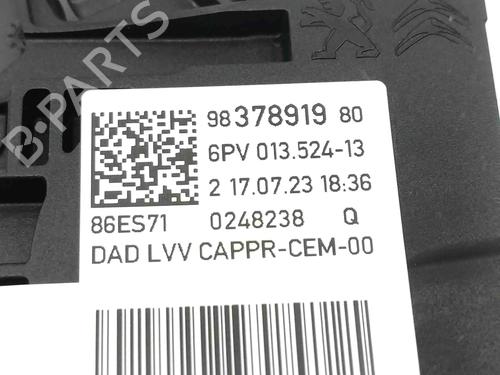 B-PARTS
98 378919 80
6PV 013.524-13
2 17.07.23 18:36
86ES71 0248238 Q
DAD LVV CAPPR-CEM-00